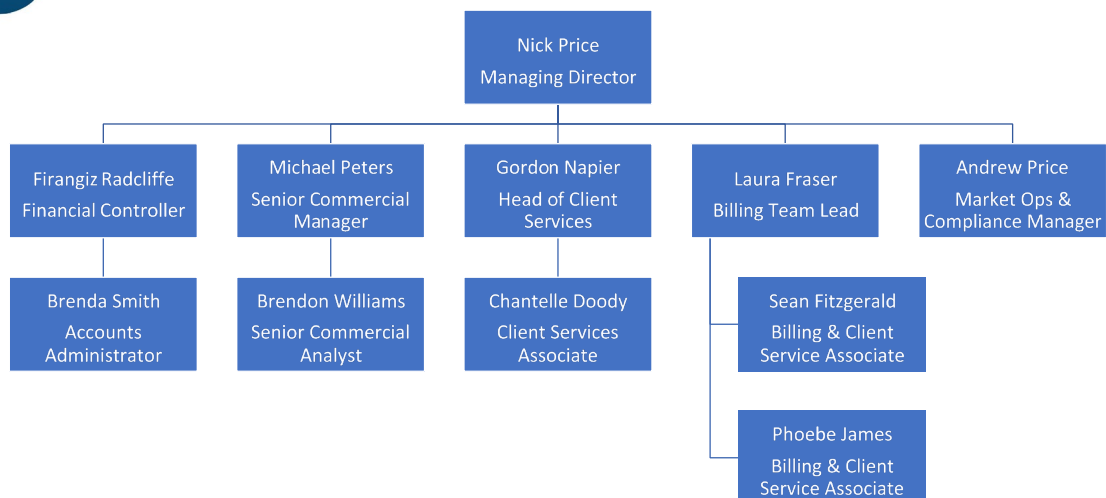 Nick Price
Managing Director
Firangiz Radcliffe
Financial Controller
Michael Peters
Senior Commercial
Manager
Gordon Napier
Head of Client
Services
Laura Fraser
Billing Team Lead
Andrew Price
Market Ops &
Compliance Manager
Brenda Smith
Accounts
Administrator
Brendon Williams
Senior Commercial
Analyst
Chantelle Doody
Client Services
Associate
Sean Fitzgerald
Billing & Client
Service Associate
Phoebe James
Billing & Client
Service Associate